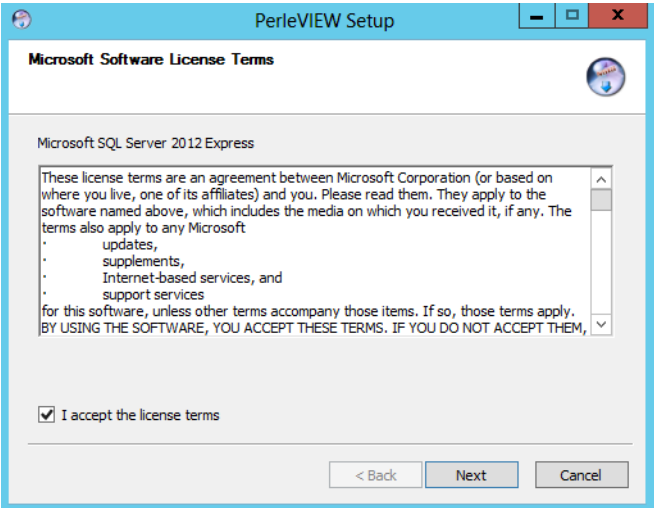 PerleVIEW Setup
Microsoft Software License Terms
Microsoft SQL Server 2012 Express
These license terms are an agreement between Microsoft Corporation (or based on
where you live, one of its affiliates) and you. Please read them. They apply to the
software named above, which includes the media on which you received it, if any. The
terms also apply to any Microsoft
· updates,
· supplements,
· Internet-based services, and
· support services
for this software, unless other terms accompany those items. If so, those terms apply.
BY USING THE SOFTWARE, YOU ACCEPT THESE TERMS. IF YOU DO NOT ACCEPT THEM,
I accept the license terms
< Back Next Cancel